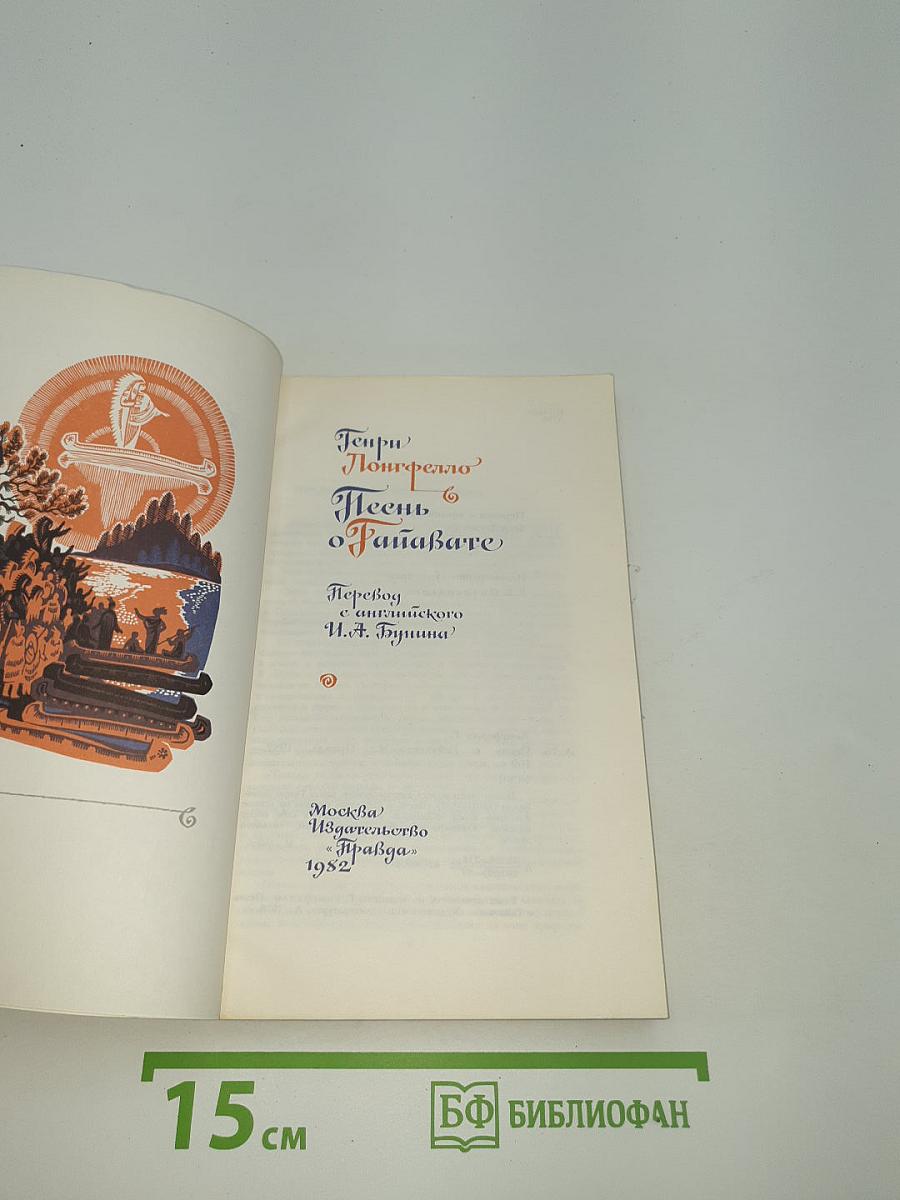 Генри
Лонгфелло
Песнь
о Гайавате
Перевод
с английского
И. А. Бунина
Москва
Издательство
«Правда»
1982
15 см
БФ БИБЛИОФАН